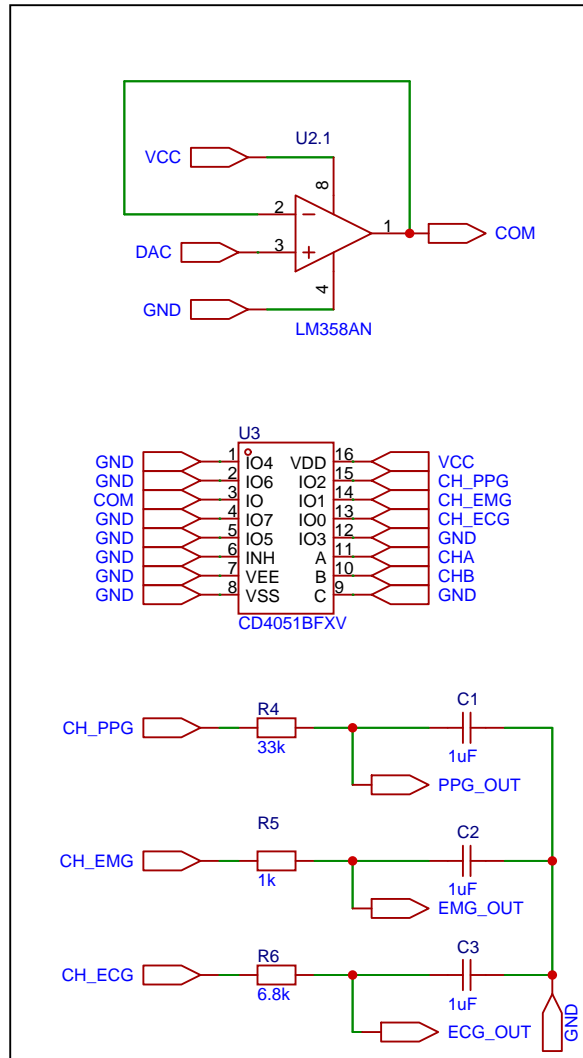 U2.1
VCC
8
2
1
COM
DAC
3
4
GND
LM358AN
U3
GND 1 IO4 VDD 16 VCC
GND 2 IO6 IO2 15 CH_PPG
COM 3 IO IO1 14 CH_EMG
GND 4 IO7 IO0 13 CH_ECG
GND 5 IO5 IO3 12 GND
GND 6 INH A 11 CHA
GND 7 VEE B 10 CHB
GND 8 VSS C 9 GND
CD4051BFXV
R4 C1
CH_PPG
33k 1uF
PPG_OUT
R5 C2
CH_EMG
1k 1uF
EMG_OUT
R6 C3
CH_ECG
6.8k 1uF
ECG_OUT
GND